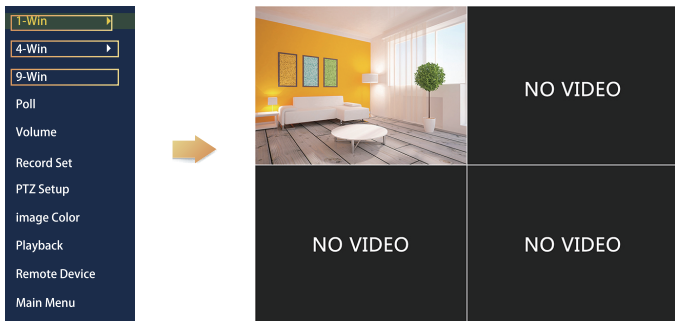 1-Win
4-Win
9-Win
Poll
Volume
Record Set
PTZ Setup
image Color
Playback
Remote Device
Main Menu
NO VIDEO
NO VIDEO
NO VIDEO